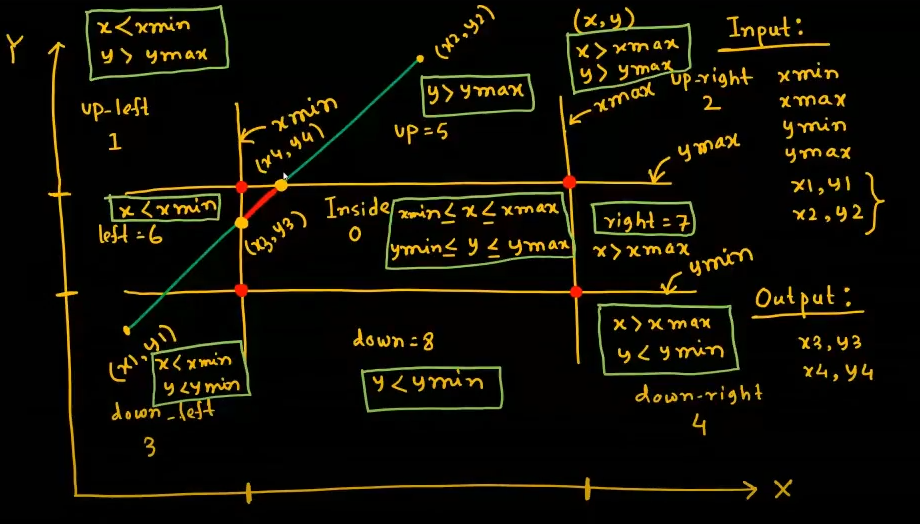 Y
x < xmin
y > ymax
up-left
1
xmin
(x4, y4)
(x2, y2)
y > ymax
up = 5
(x, y)
x > xmax
y > ymax
xmax
up-right
2
ymax
x < xmin
left = 6
(x3, y3)
Inside
0
xmin ≤ x ≤ xmax
ymin ≤ y ≤ ymax
right = 7
x > xmax
ymin
(x1, y1)
x < xmin
y < ymin
down_left
3
down = 8
y < ymin
x > xmax
y < ymin
down-right
4
X
Input:
xmin
xmax
ymin
ymax
x1, y1
x2, y2
Output:
x3, y3
x4, y4